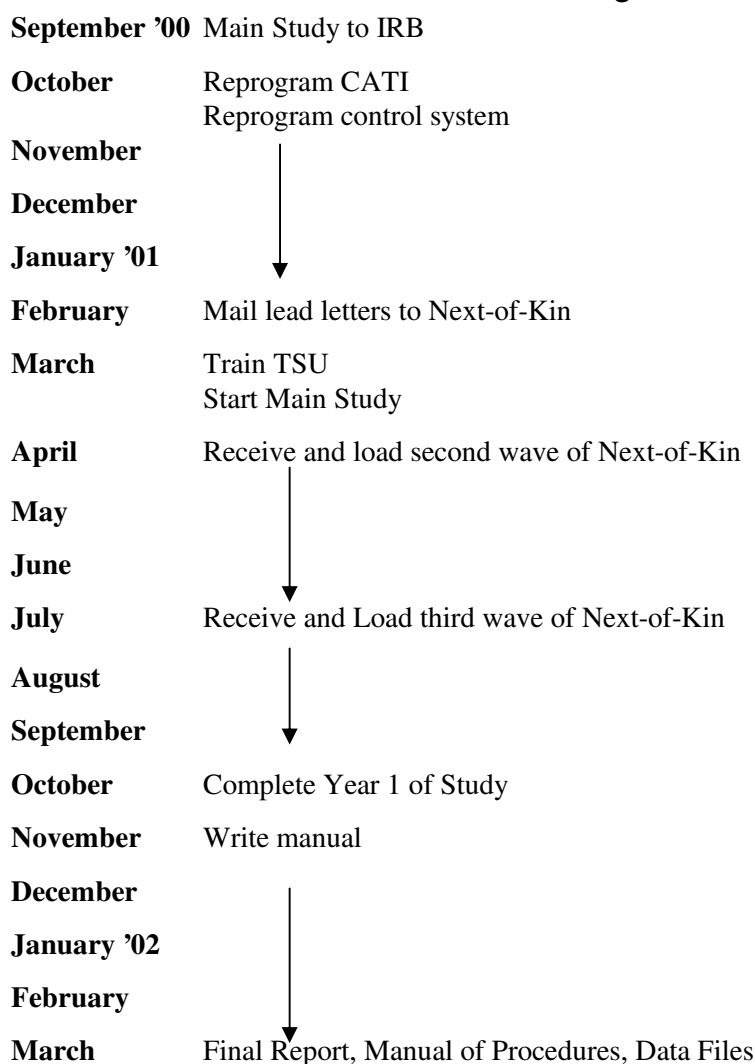 September ’00 Main Study to IRB
October Reprogram CATI
Reprogram control system
November
December
January ’01
February Mail lead letters to Next-of-Kin
March Train TSU
Start Main Study
April Receive and load second wave of Next-of-Kin
May
June
July Receive and Load third wave of Next-of-Kin
August
September
October Complete Year 1 of Study
November Write manual
December
January ’02
February
March Final Report, Manual of Procedures, Data Files